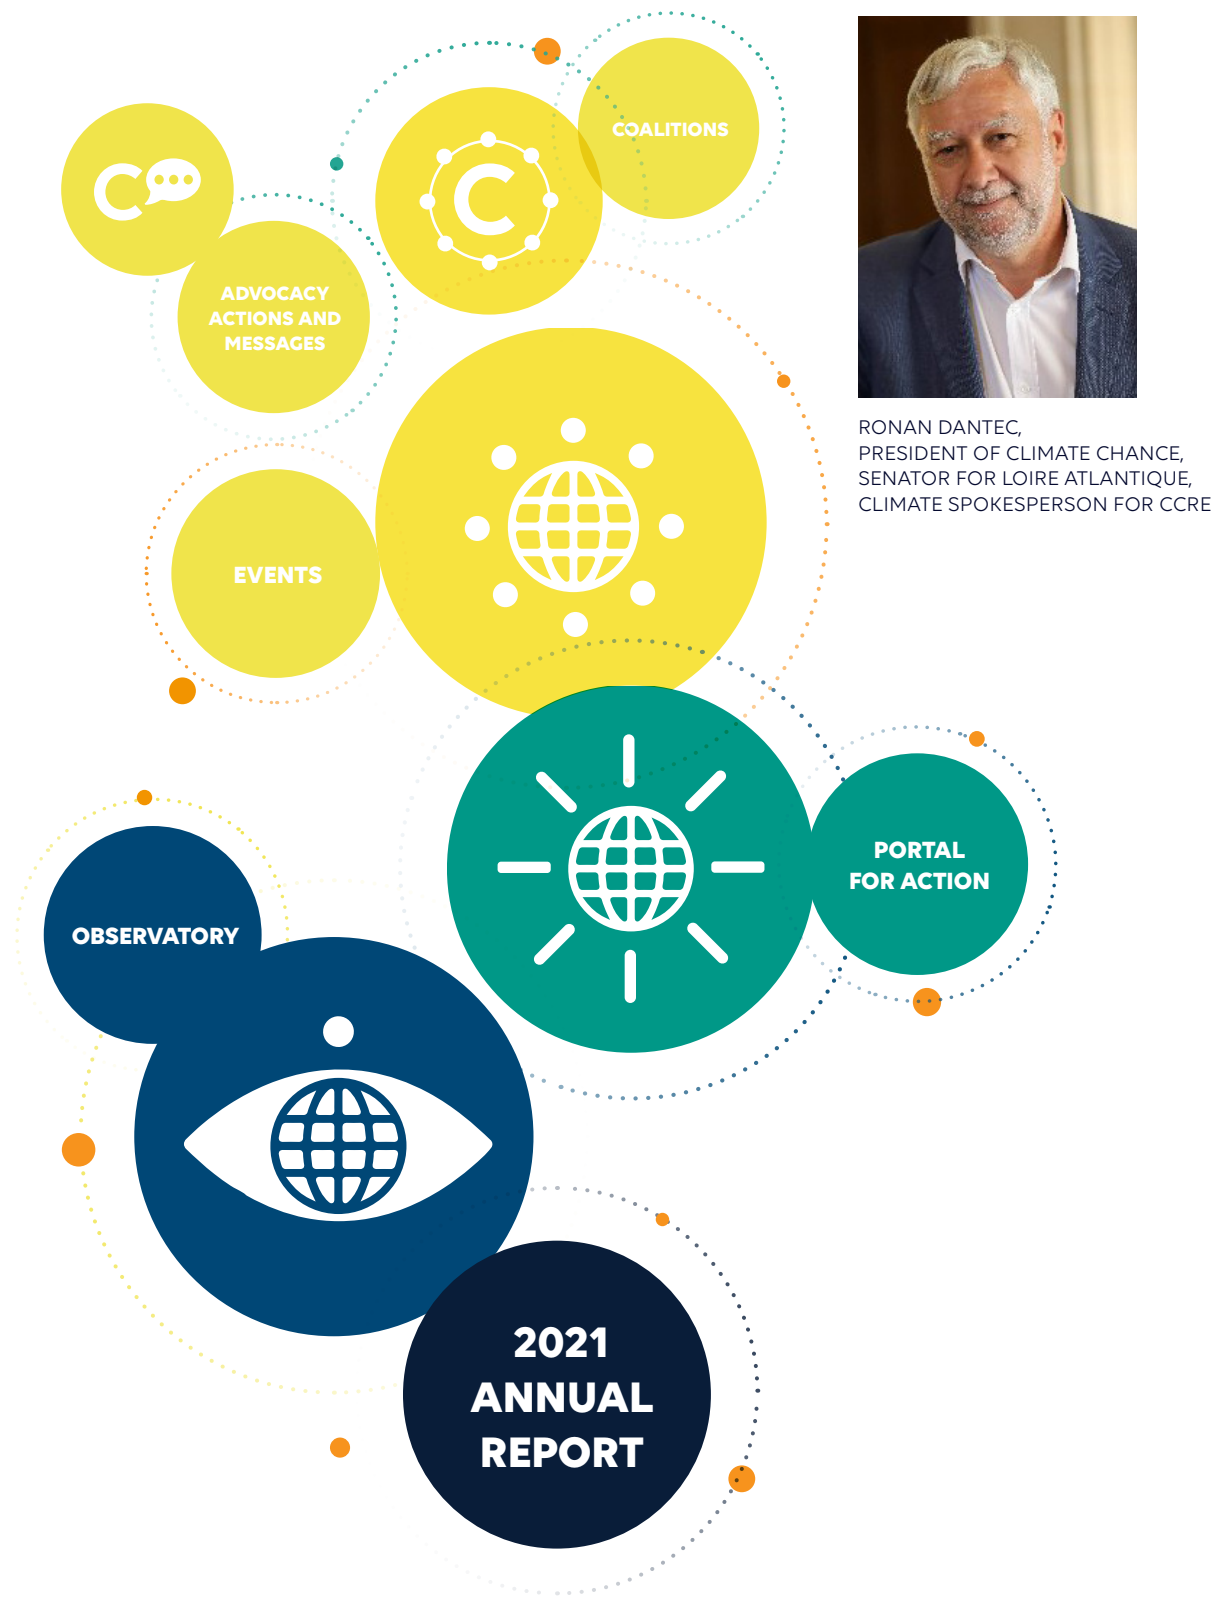 COALITIONS
ADVOCACY
ACTIONS AND
MESSAGES
RONAN DANTEC,
PRESIDENT OF CLIMATE CHANCE,
SENATOR FOR LOIRE ATLANTIQUE,
CLIMATE SPOKESPERSON FOR CCRE
EVENTS
PORTAL
FOR ACTION
OBSERVATORY
2021
ANNUAL
REPORT